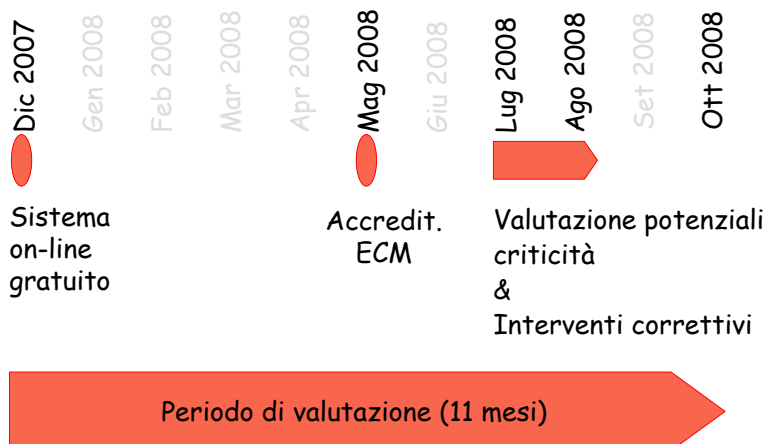 Dic 2007
Gen 2008
Feb 2008
Mar 2008
Apr 2008
Mag 2008
Giu 2008
Lug 2008
Ago 2008
Set 2008
Ott 2008
Sistema
on-line
gratuito
Accredit.
ECM
Valutazione potenziali
criticità
&
Interventi correttivi
Periodo di valutazione (11 mesi)